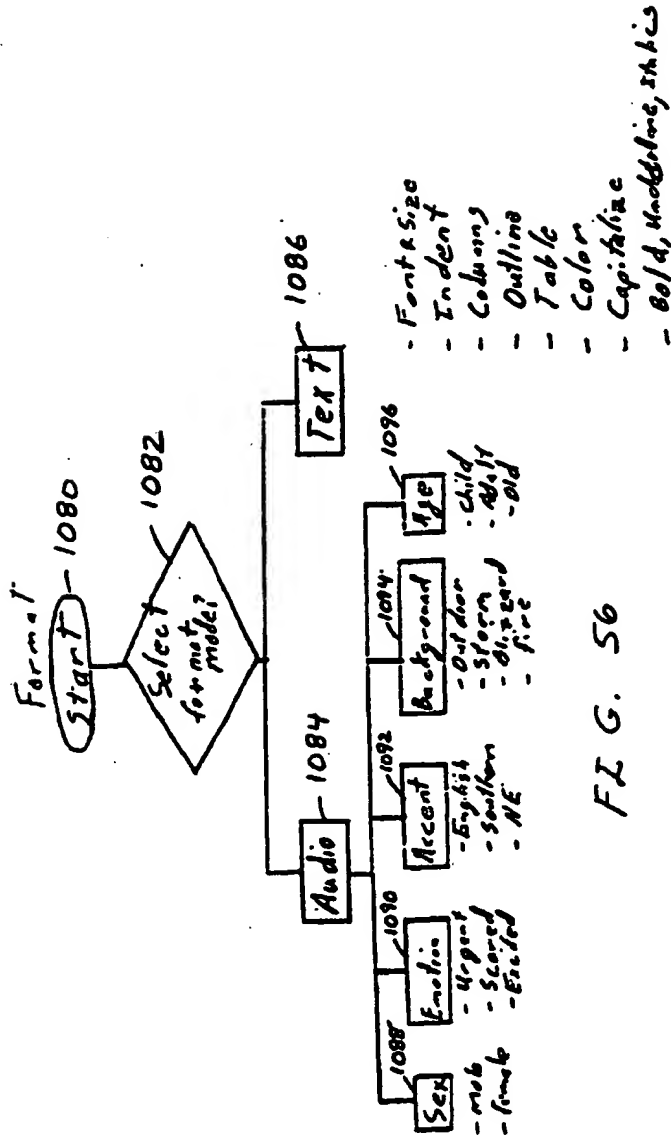 Format
Start
1080
Select
format
mode?
1082
Audio
1084
Text
1086
Sex
1088
- male
- female
Emotion
1090
- Urgent
- Scared
- Excited
Accent
1092
- English
- Southern
- NE
Background
1094
- Outdoor
- Storm
- Blizzard
- Fire
Age
1096
- Child
- Adult
- Old
- Font & Size
- Indent
- Columns
- Outline
- Table
- Color
- Capitalize
- Bold, Underline, Italics
FIG. 56